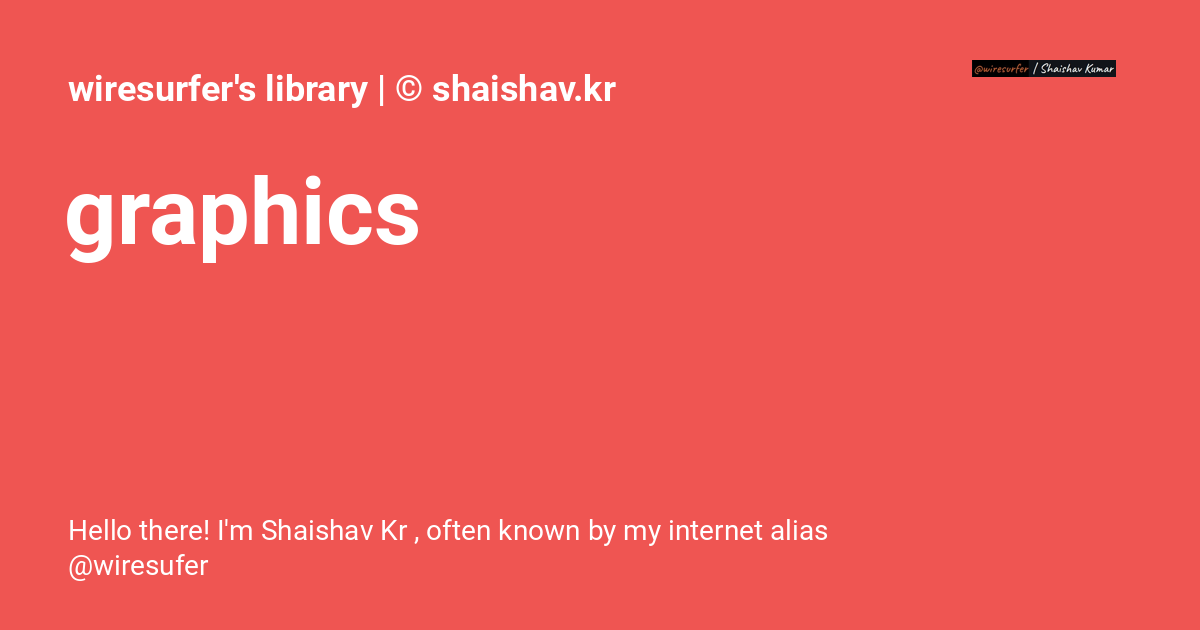 wiresurfer's library | © shaishav.kr
@wiresurfer | Shaishav Kumar
graphics
Hello there! I'm Shaishav Kr , often known by my internet alias
@wiresufer